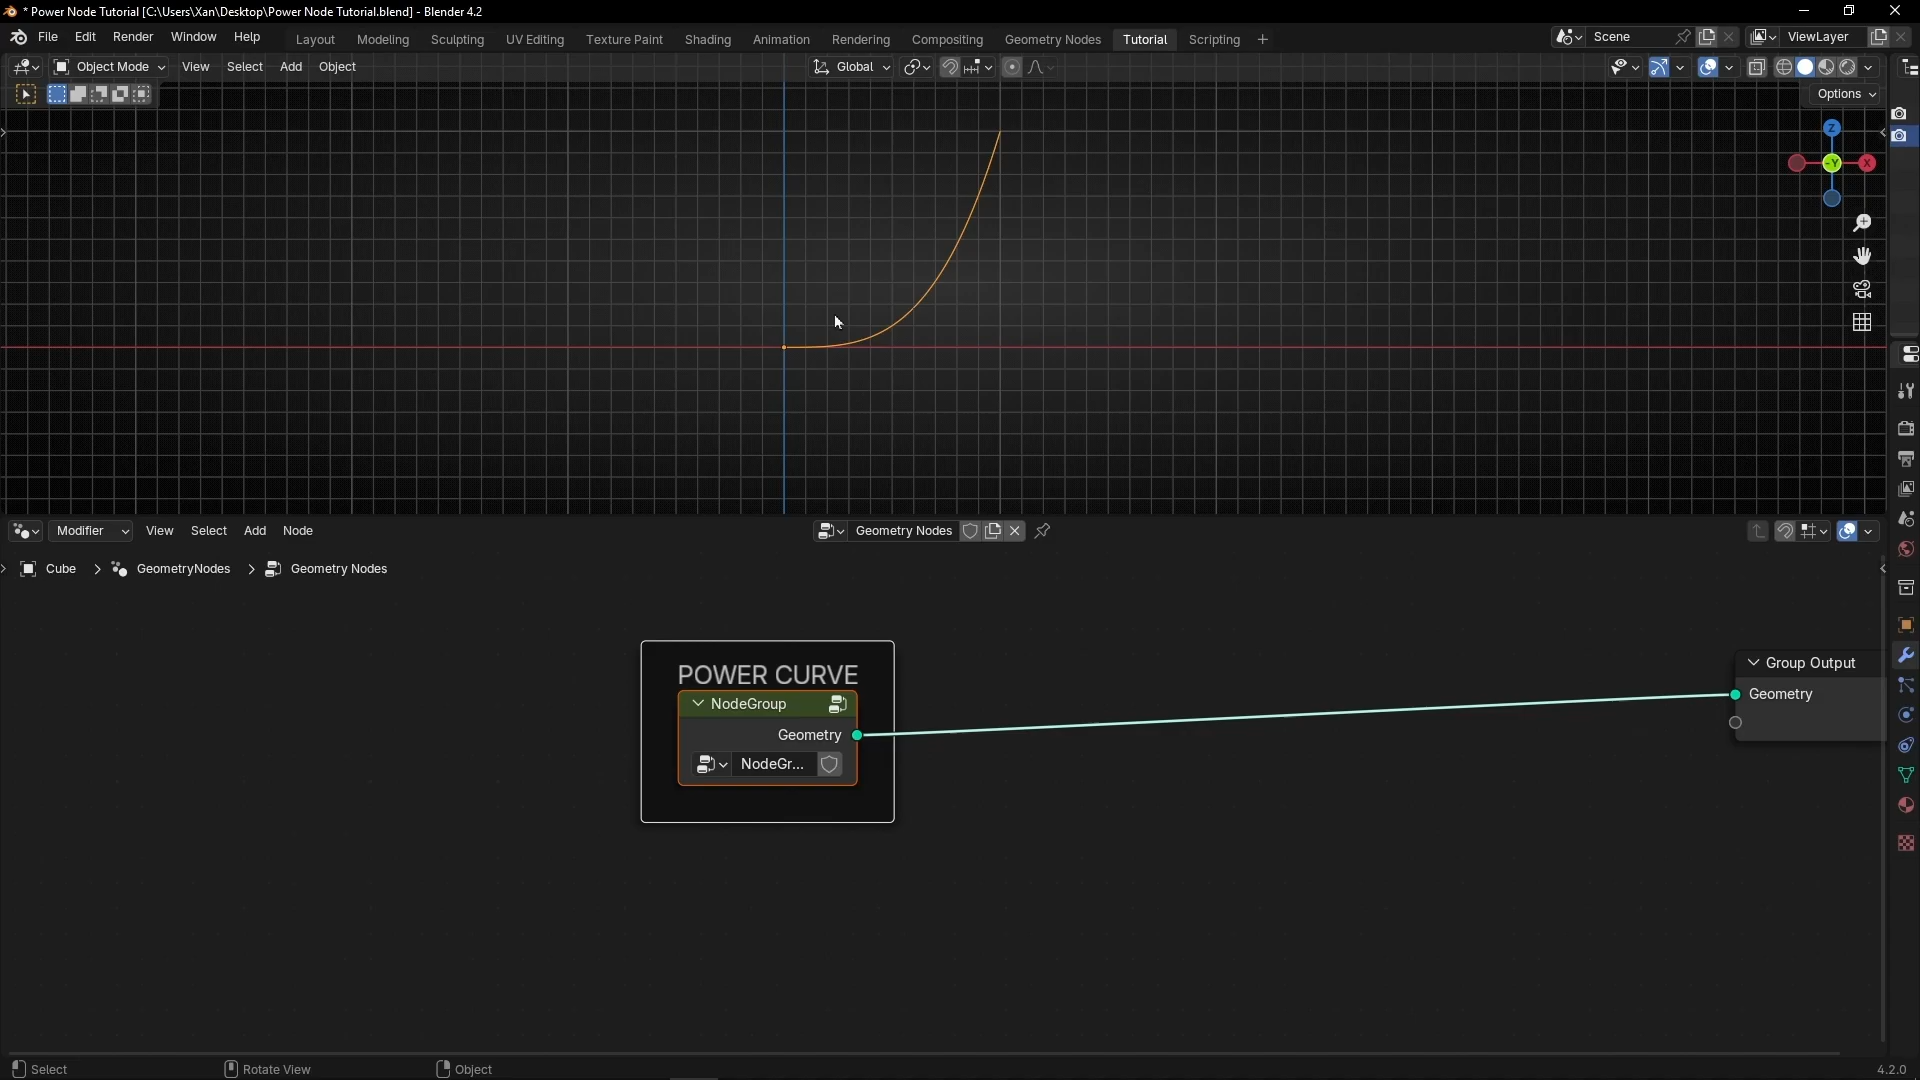 * Power Node Tutorial [C:\Users\Xan\Desktop\Power Node Tutorial.blend] - Blender 4.2
File Edit Render Window Help
Layout Modeling Sculpting UV Editing Texture Paint Shading Animation Rendering Compositing Geometry Nodes Tutorial Scripting +
Scene ViewLayer
Object Mode View Select Add Object Global
Options
Z
-Y X
Modifier View Select Add Node Geometry Nodes
Cube > GeometryNodes > Geometry Nodes
POWER CURVE
NodeGroup
Geometry
NodeGr...
Group Output
Geometry
Select Rotate View Object 4.2.0